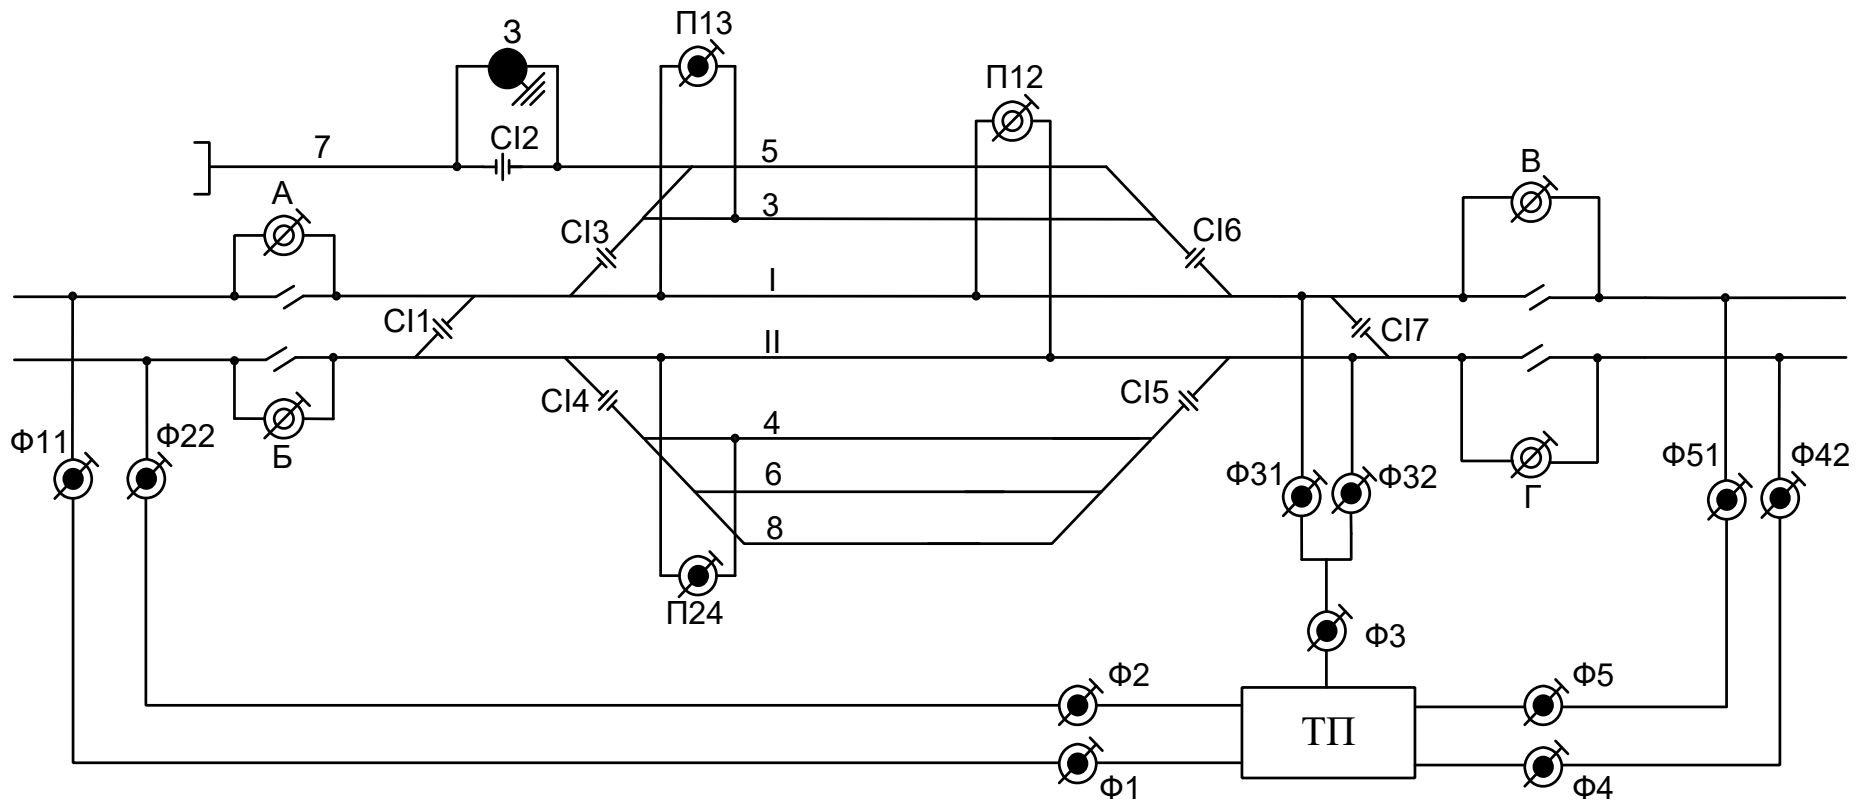 П13
З
П12
СІ2
7
5
В
А
3
СІ3
СІ6
І
СІ1
СІ7
ІІ
СІ4
СІ5
4
Ф11
Ф22
Б
Ф51
Ф42
6
Ф31
Ф32
Г
8
П24
Ф3
Ф2
Ф5
ТП
Ф1
Ф4